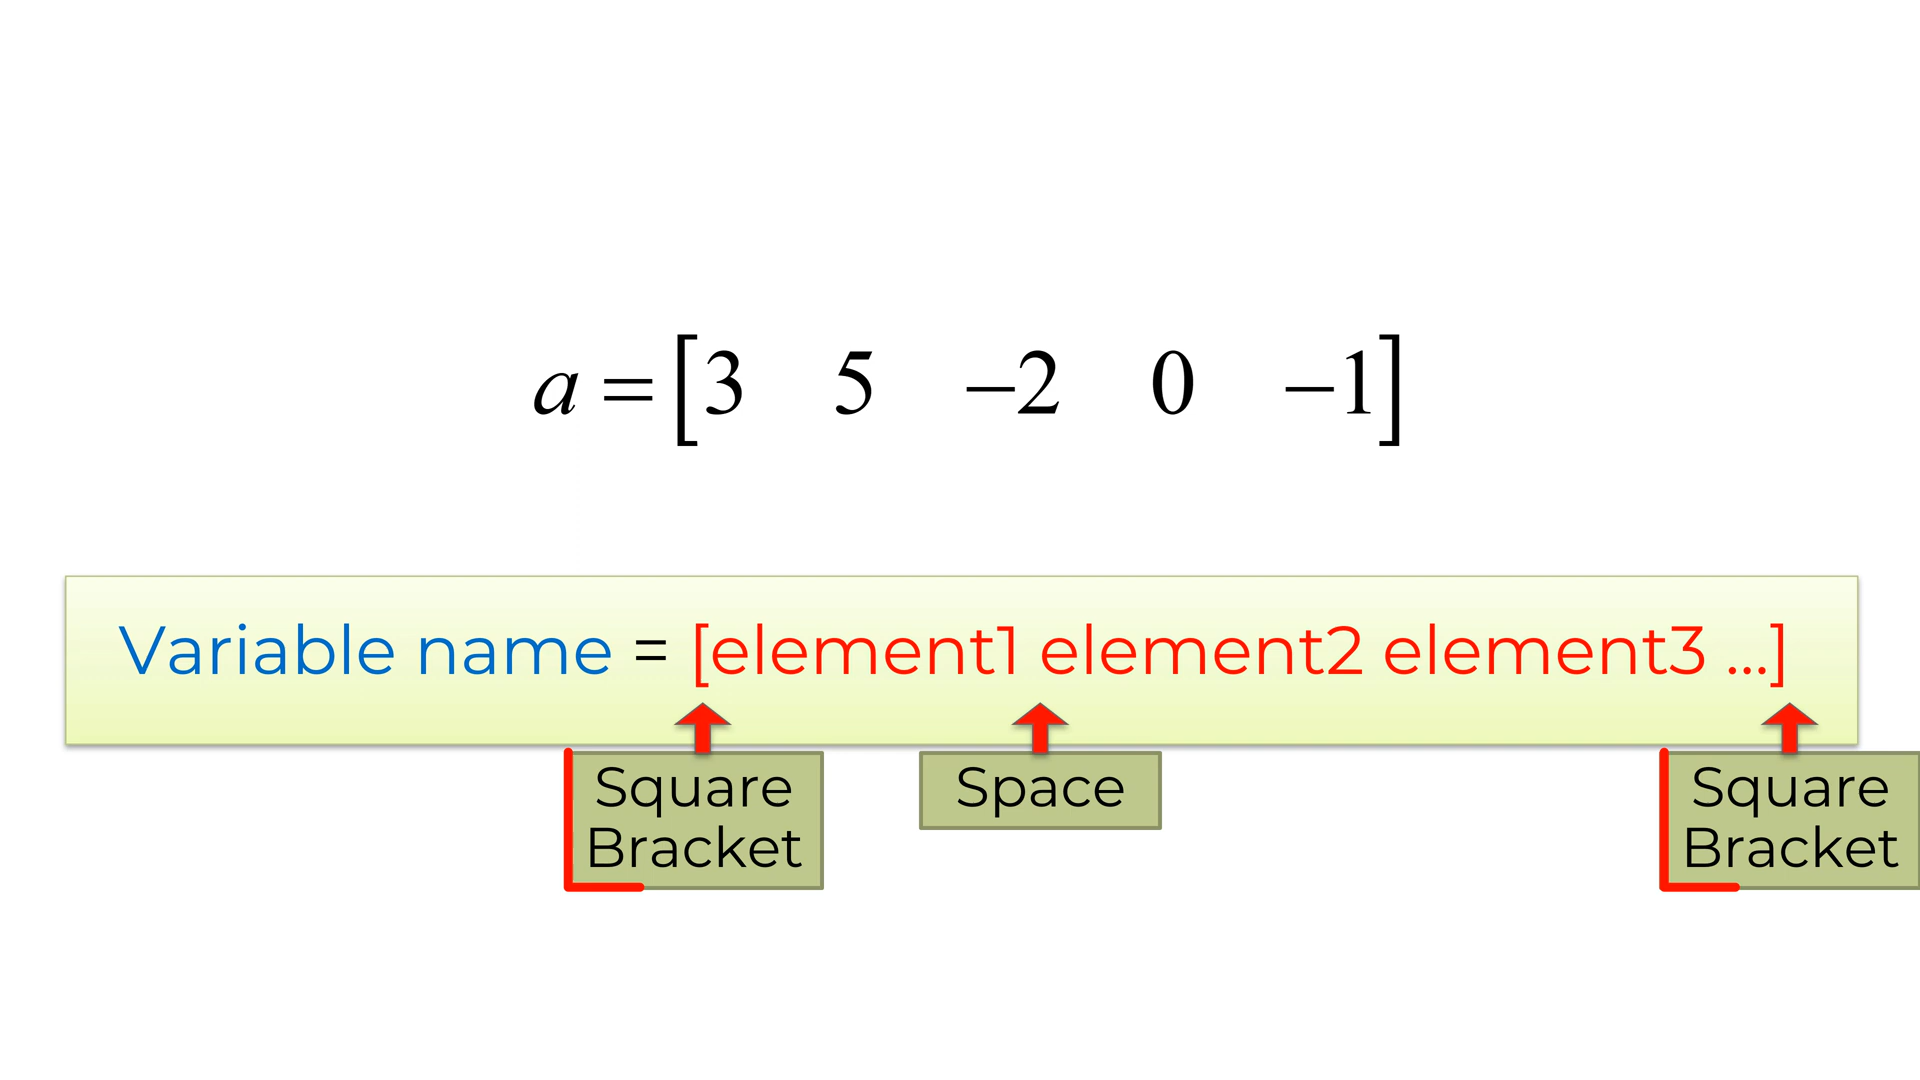 a = [3 5 −2 0 −1]
Variable name = [element1 element2 element3 ...]
Square
Bracket
Space
Square
Bracket